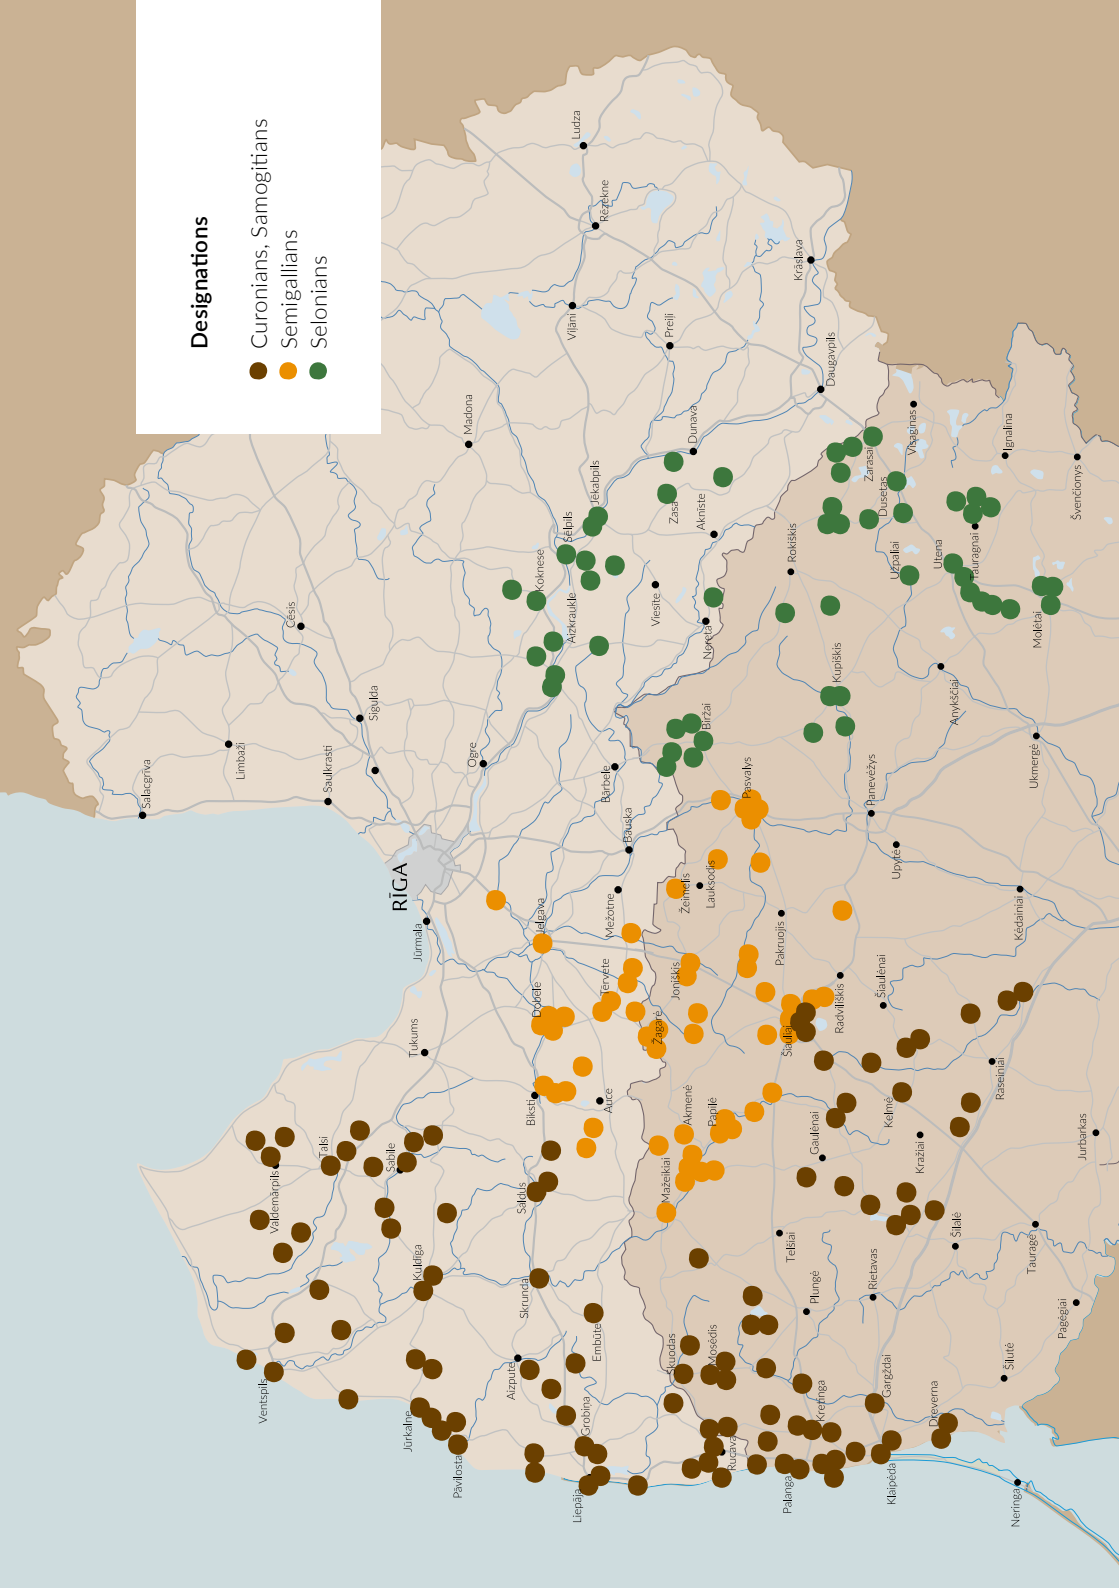 Designations
Curonians, Samogitians
Semigallians
Selonians
Ludza
Rēzekne
Viļāni
Preiļi
Krāslava
Daugavpils
Madona
Dunava
Jēkabpils
Zasa
Aknīste
Sēlpils
Koknese
Aizkraukle
Viesīte
Nereta
Cēsis
Limbaži
Sigulda
Salacgrīva
Saulkrasti
Ogre
Bārbele
Bauska
RĪGA
Jūrmala
Jelgava
Mežotne
Tērvete
Dobele
Tukums
Biksti
Auce
Talsi
Sabile
Valdemārpils
Saldus
Kuldīga
Skrunda
Embūte
Aizpute
Ventspils
Jūrkalne
Pāvilosta
Grobiņa
Liepāja
Rucava
Visaginas
Zarasai
Dusetas
Ignalina
Švenčionys
Rokiškis
Užpaliai
Utena
Tauragnai
Molėtai
Kupiškis
Anykščiai
Ukmergė
Biržai
Pasvalys
Panevėžys
Upytė
Žeimelis
Lauksodis
Pakruojis
Kėdainiai
Joniškis
Radviliškis
Šiaulėnai
Žagarė
Šiauliai
Raseiniai
Akmenė
Papilė
Gaulėnai
Kelmė
Kražiai
Jurbarkas
Mažeikiai
Telšiai
Šilalė
Tauragė
Plungė
Rietavas
Pagėgiai
Skuodas
Mosėdis
Kretinga
Gargždai
Šilutė
Dreverna
Palanga
Klaipėda
Neringa